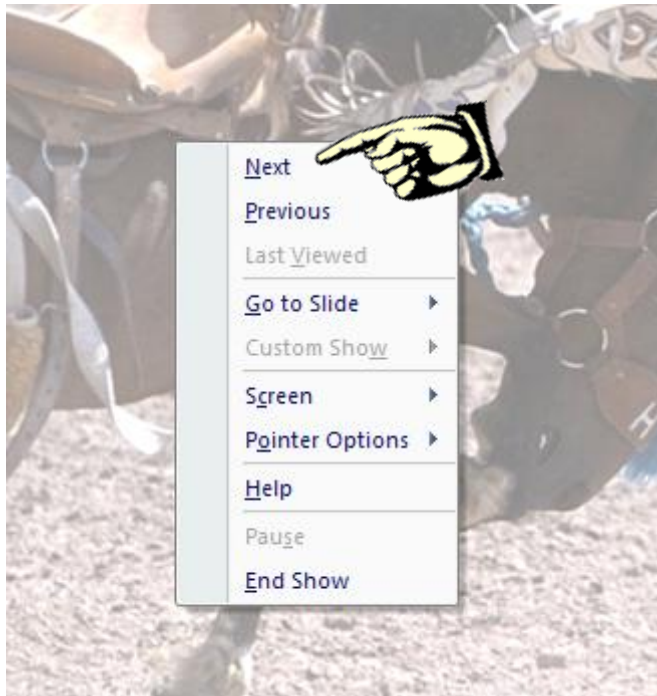 Next
Previous
Last Viewed
Go to Slide
Custom Show
Screen
Pointer Options
Help
Pause
End Show